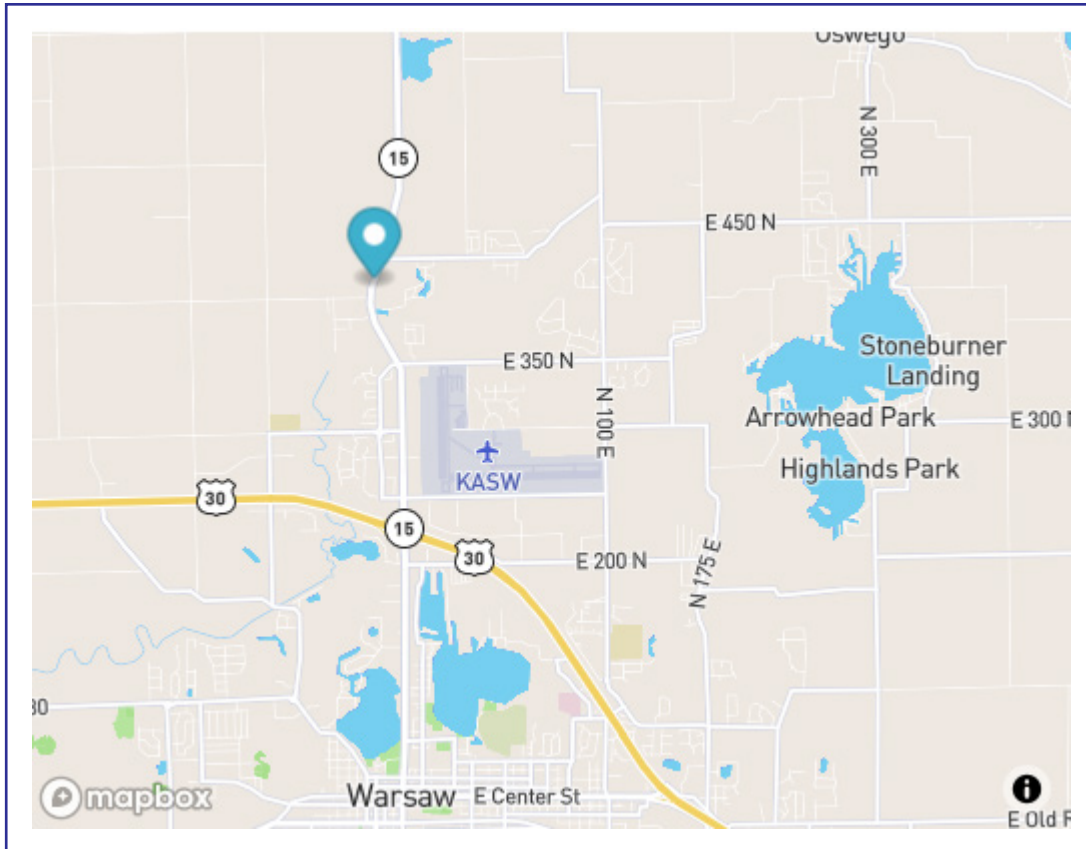 Oswego
15
N 300 E
E 450 N
Stoneburner
Landing
E 350 N
N 100 E
Arrowhead Park
E 300 N
KASW
Highlands Park
30
15
30
E 200 N
N 175 E
30
mapbox
Warsaw
E Center St
E Old R